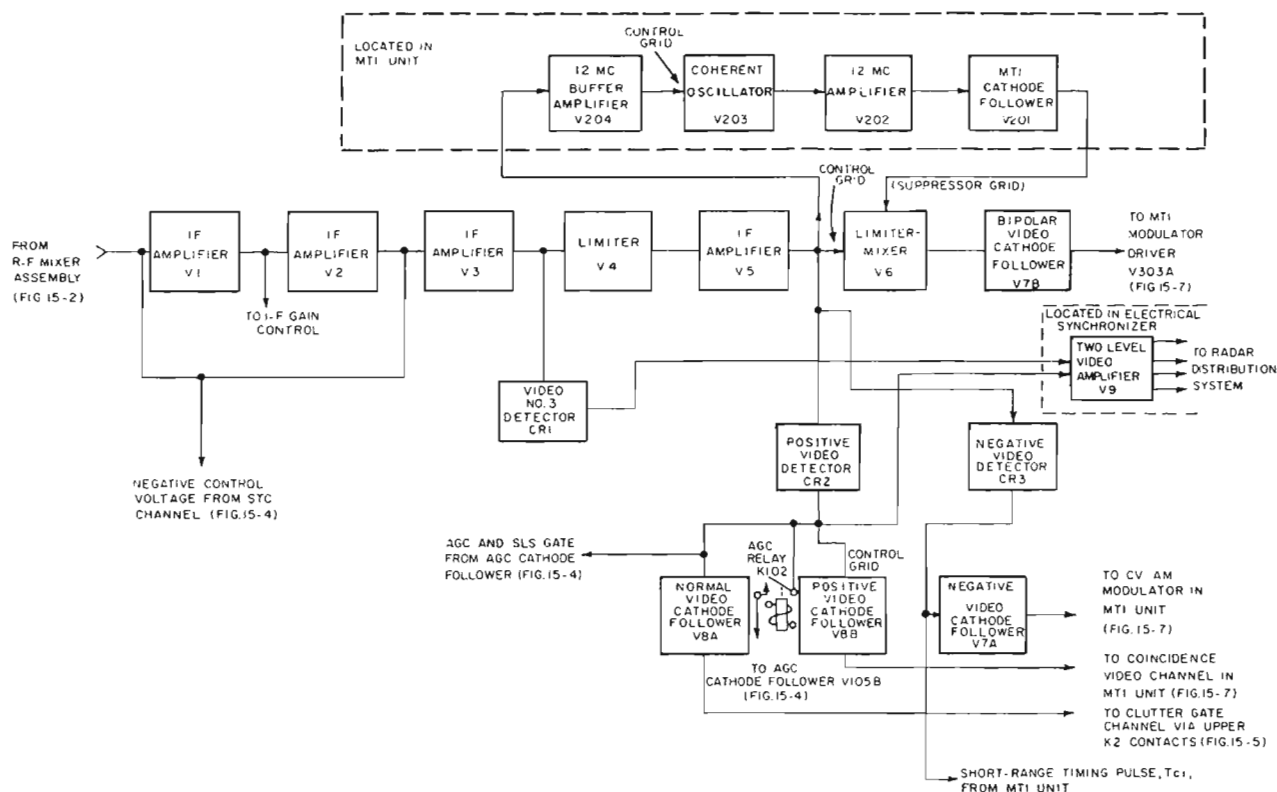 LOCATED IN
MTI UNIT
CONTROL
GRID
12 MC
BUFFER
AMPLIFIER
V204
COHERENT
OSCILLATOR
V203
12 MC
AMPLIFIER
V202
MTI
CATHODE
FOLLOWER
V201
CONTROL
GRID
(SUPPRESSOR GRID)
FROM
R-F MIXER
ASSEMBLY
(FIG. 15-2)
I F
AMPLIFIER
V1
I F
AMPLIFIER
V2
I F
AMPLIFIER
V3
LIMITER
V4
I F
AMPLIFIER
V5
LIMITER-
MIXER
V6
BIPOLAR
VIDEO
CATHODE
FOLLOWER
V7B
TO MTI
MODULATOR
DRIVER
V303A
(FIG 15-7)
TO I-F GAIN
CONTROL
LOCATED IN ELECTRICAL
SYNCHRONIZER
TWO LEVEL
VIDEO
AMPLIFIER
V9
TO RADAR
DISTRIBUTION
SYSTEM
VIDEO
NO. 3
DETECTOR
CR1
POSITIVE
VIDEO
DETECTOR
CR2
NEGATIVE
VIDEO
DETECTOR
CR3
NEGATIVE CONTROL
VOLTAGE FROM STC
CHANNEL (FIG. 15-4)
AGC AND SLS GATE
FROM AGC CATHODE
FOLLOWER (FIG. 15-4)
AGC
RELAY
K102
CONTROL
GRID
NORMAL
VIDEO
CATHODE
FOLLOWER
V8A
POSITIVE
VIDEO
CATHODE
FOLLOWER
V8B
NEGATIVE
VIDEO
CATHODE
FOLLOWER
V7A
TO CV AM
MODULATOR IN
MTI UNIT
(FIG. 15-7)
TO AGC
CATHODE FOLLOWER V105B
(FIG. 15-4)
TO COINCIDENCE
VIDEO CHANNEL IN
MTI UNIT (FIG. 15-7)
TO CLUTTER GATE
CHANNEL VIA UPPER
K2 CONTACTS (FIG. 15-5)
SHORT-RANGE TIMING PULSE, Tc1,
FROM MTI UNIT